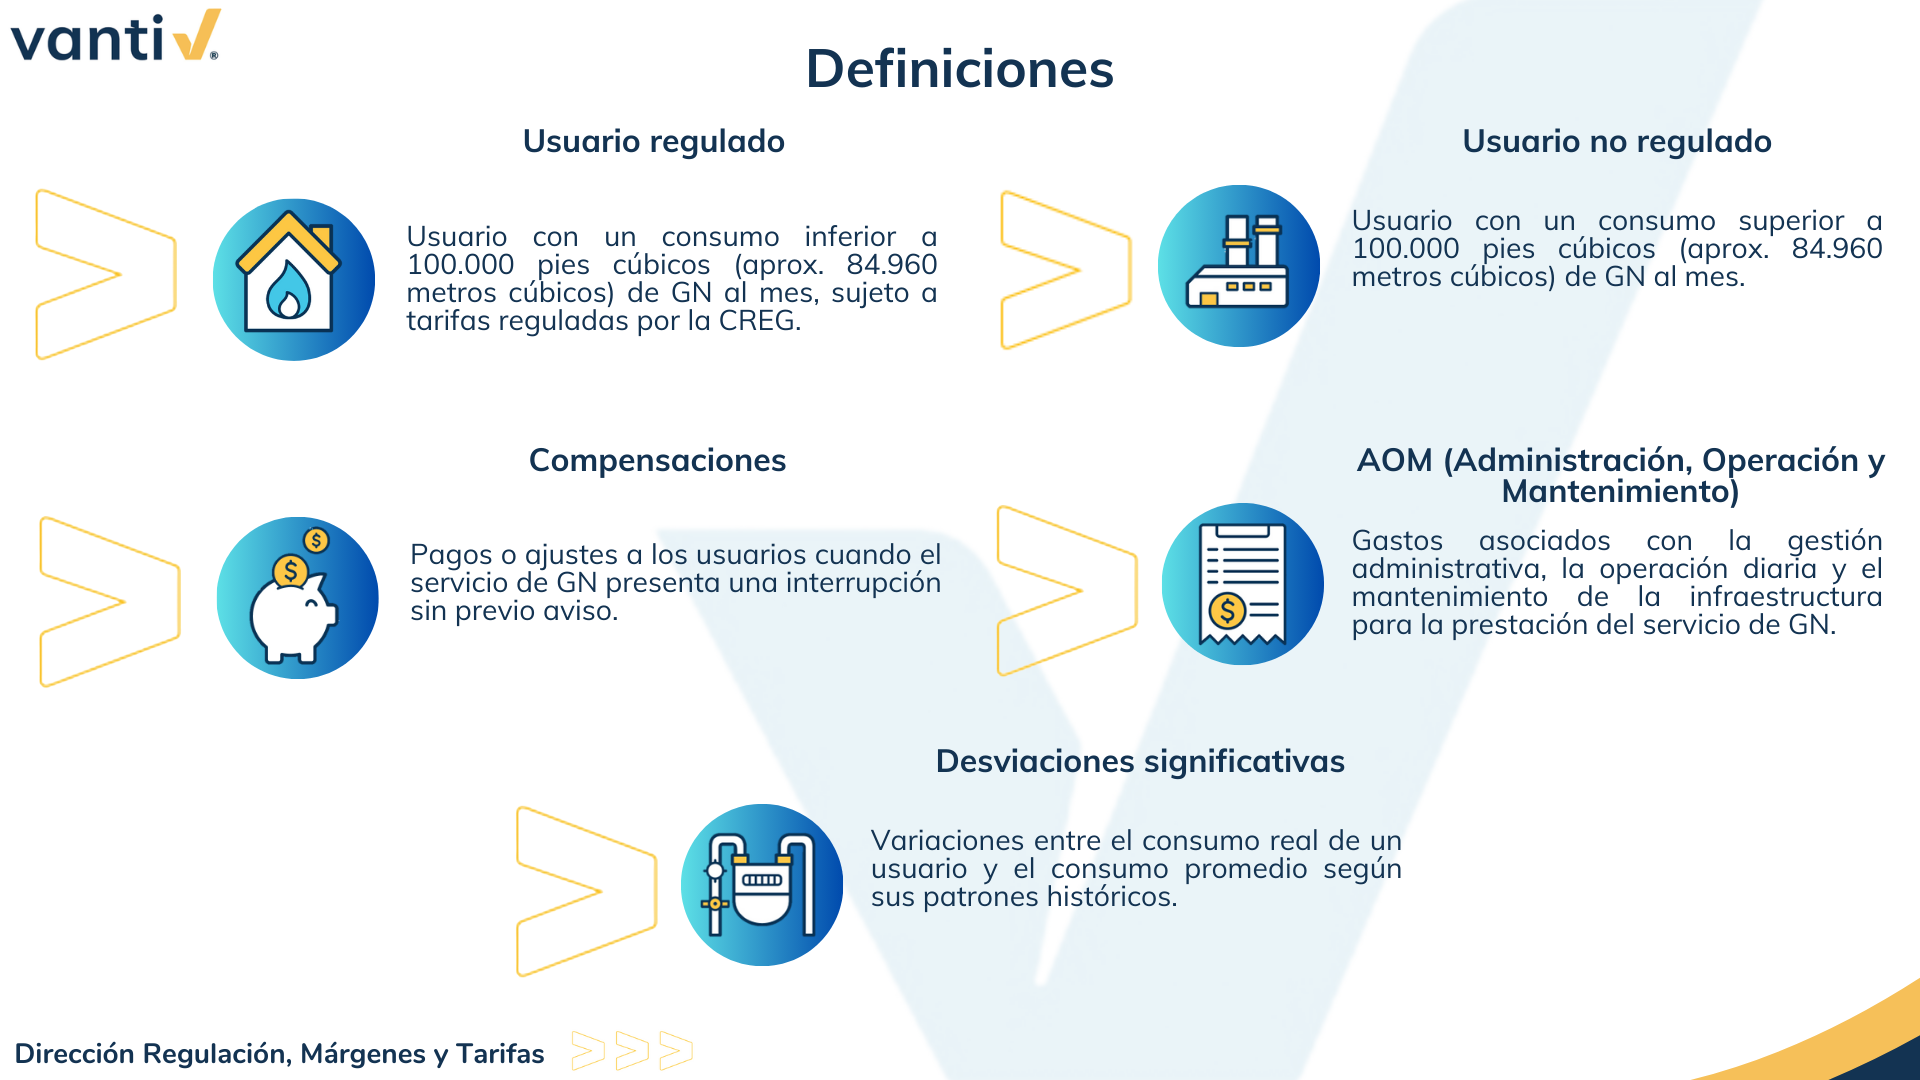 vanti ®
Definiciones
Usuario regulado
Usuario con un consumo inferior a
100.000 pies cúbicos (aprox. 84.960
metros cúbicos) de GN al mes, sujeto a
tarifas reguladas por la CREG.
Usuario no regulado
Usuario con un consumo superior a
100.000 pies cúbicos (aprox. 84.960
metros cúbicos) de GN al mes.
Compensaciones
$
$
Pagos o ajustes a los usuarios cuando el
servicio de GN presenta una interrupción
sin previo aviso.
AOM (Administración, Operación y
Mantenimiento)
$
Gastos asociados con la gestión
administrativa, la operación diaria y el
mantenimiento de la infraestructura
para la prestación del servicio de GN.
Desviaciones significativas
Variaciones entre el consumo real de un
usuario y el consumo promedio según
sus patrones históricos.
Dirección Regulación, Márgenes y Tarifas